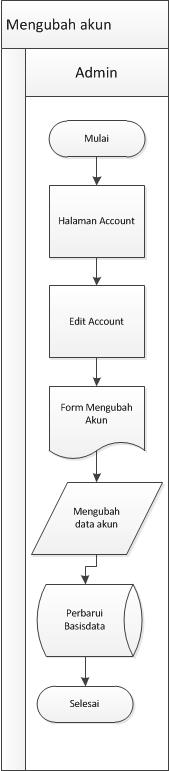 Mengubah akun
Admin
Mulai
Halaman Account
Edit Account
Form Mengubah
Akun
Mengubah
data akun
Perbarui
Basisdata
Selesai